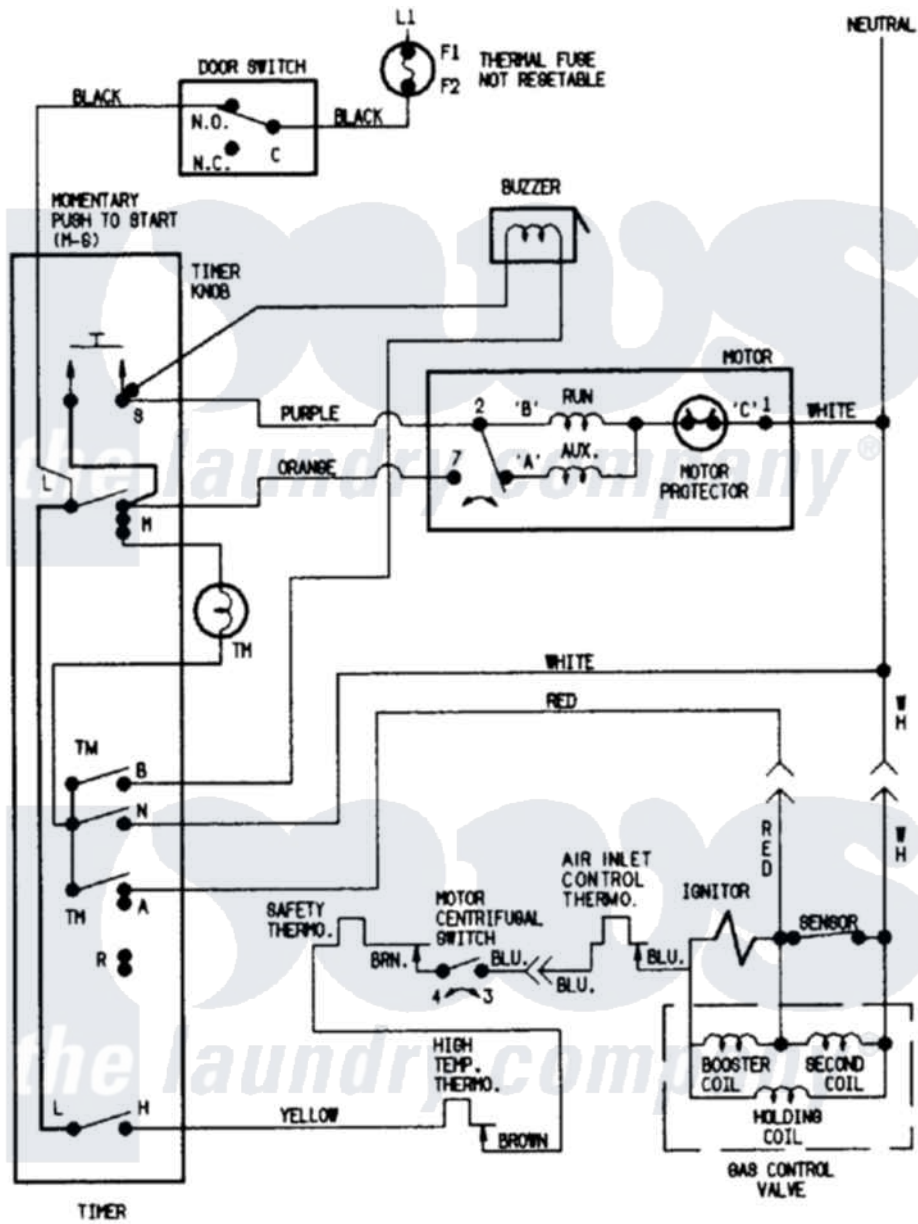 L1
NEUTRAL
F1
THERMAL FUSE
NOT RESETABLE
F2
DOOR SWITCH
BLACK
N.O.
BLACK
N.C.
C
MOMENTARY
PUSH TO START
(M-S)
BUZZER
TIMER
KNOB
MOTOR
S
PURPLE
2
'B'
RUN
'C'
1
WHITE
L
ORANGE
7
'A'
AUX.
MOTOR
PROTECTOR
M
the laundry company®
TM
WHITE
RED
WH
TM
B
N
RED
WH
TM
A
R
SAFETY
THERMO.
MOTOR
CENTRIFUGAL
SWITCH
AIR INLET
CONTROL
THERMO.
IGNITOR
SENSOR
BRN.
BLU.
BLU.
BLU.
4
3
HIGH
TEMP.
THERMO.
BOOSTER
COIL
SECOND
COIL
HOLDING
COIL
the laundry company®
L
H
YELLOW
BROWN
GAS CONTROL
VALVE
TIMER